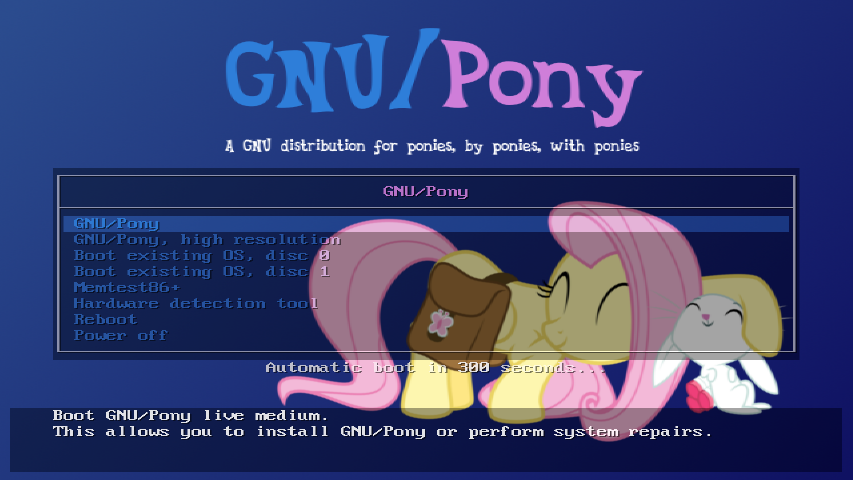 GNU/Pony
A GNU distribution for ponies, by ponies, with ponies
GNU/Pony
GNU/Pony
GNU/Pony, high resolution
Boot existing OS, disc 0
Boot existing OS, disc 1
Memtest86+
Hardware detection tool
Reboot
Power off
Automatic boot in 300 seconds...
Boot GNU/Pony live medium.
This allows you to install GNU/Pony or perform system repairs.